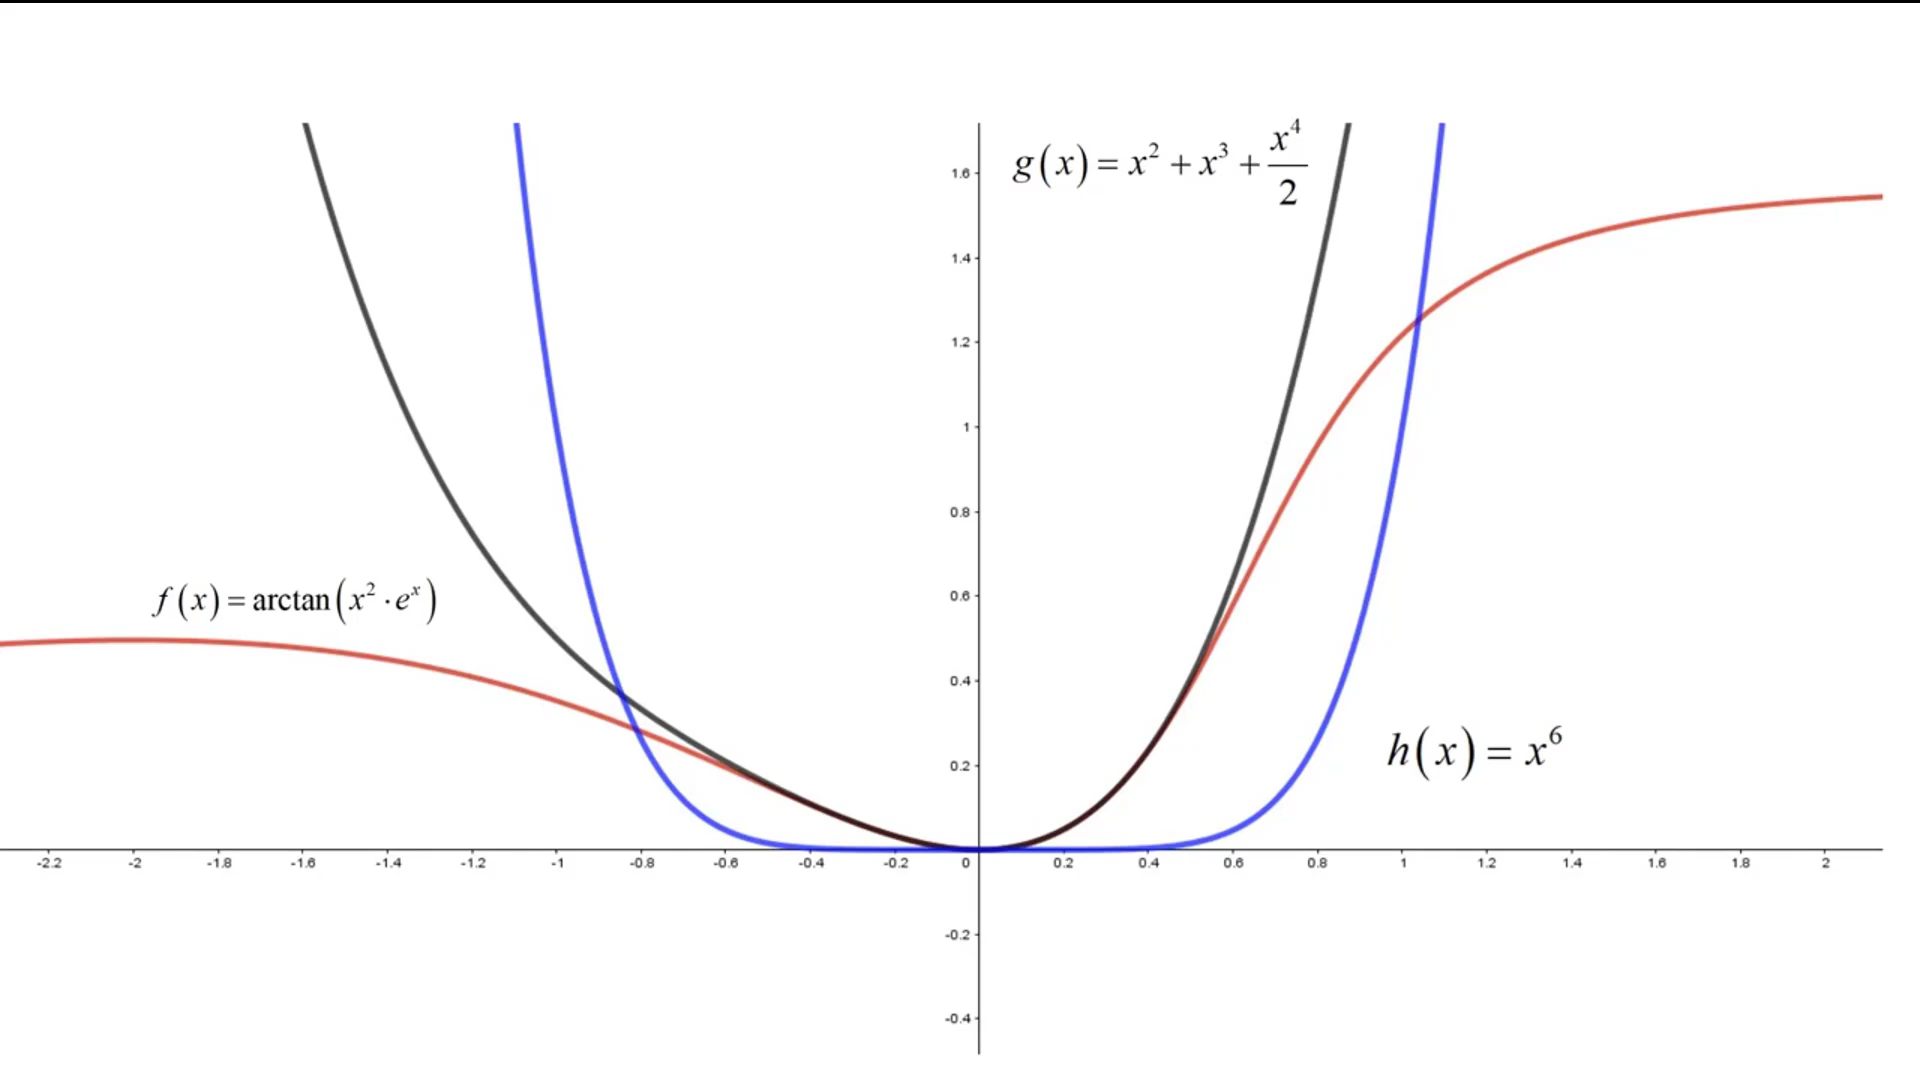 g(x) = x² + x³ + x⁴/2
f(x) = arctan(x² · eˣ)
h(x) = x⁶
1.6
1.4
1.2
1
0.8
0.6
0.4
0.2
-2.2 -2 -1.8 -1.6 -1.4 -1.2 -1 -0.8 -0.6 -0.4 -0.2 0 0.2 0.4 0.6 0.8 1 1.2 1.4 1.6 1.8 2
-0.2
-0.4